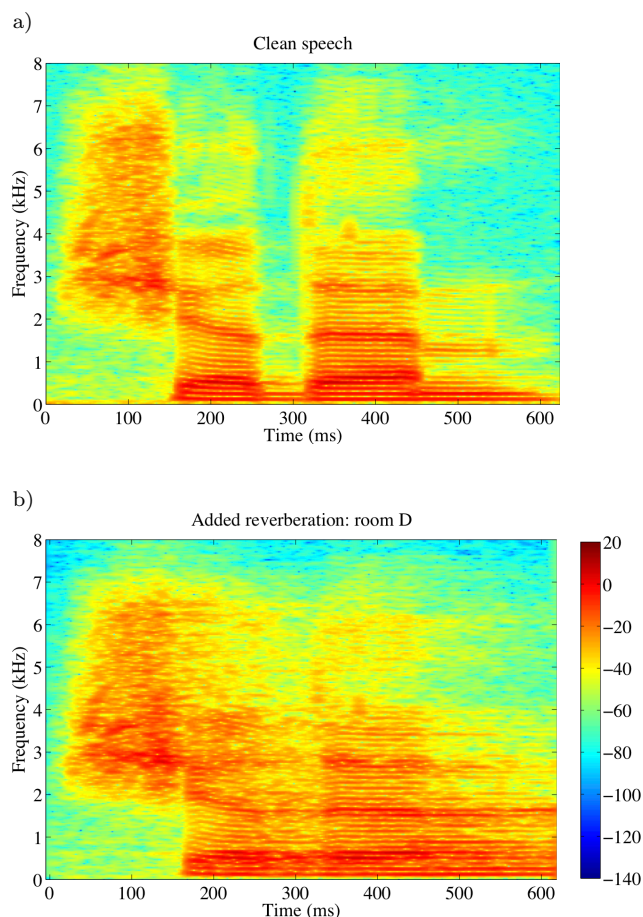 a)
Clean speech
8
7
6
5
4
3
2
1
0
Frequency (kHz)
0 100 200 300 400 500 600
Time (ms)
b)
Added reverberation: room D
8
7
6
5
4
3
2
1
0
Frequency (kHz)
0 100 200 300 400 500 600
Time (ms)
20
0
−20
−40
−60
−80
−100
−120
−140